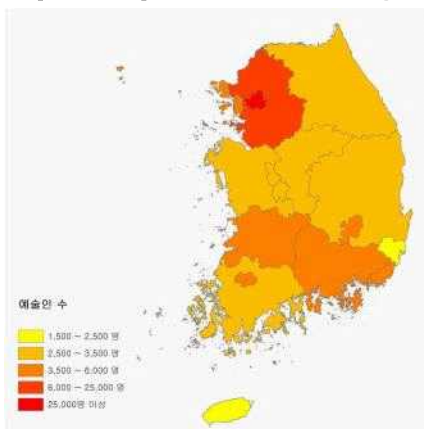 예술인 수
1,500 ~ 2,500 명
2,500 ~ 3,500 명
3,500 ~ 6,000 명
6,000 ~ 25,000 명
25,000명 이상